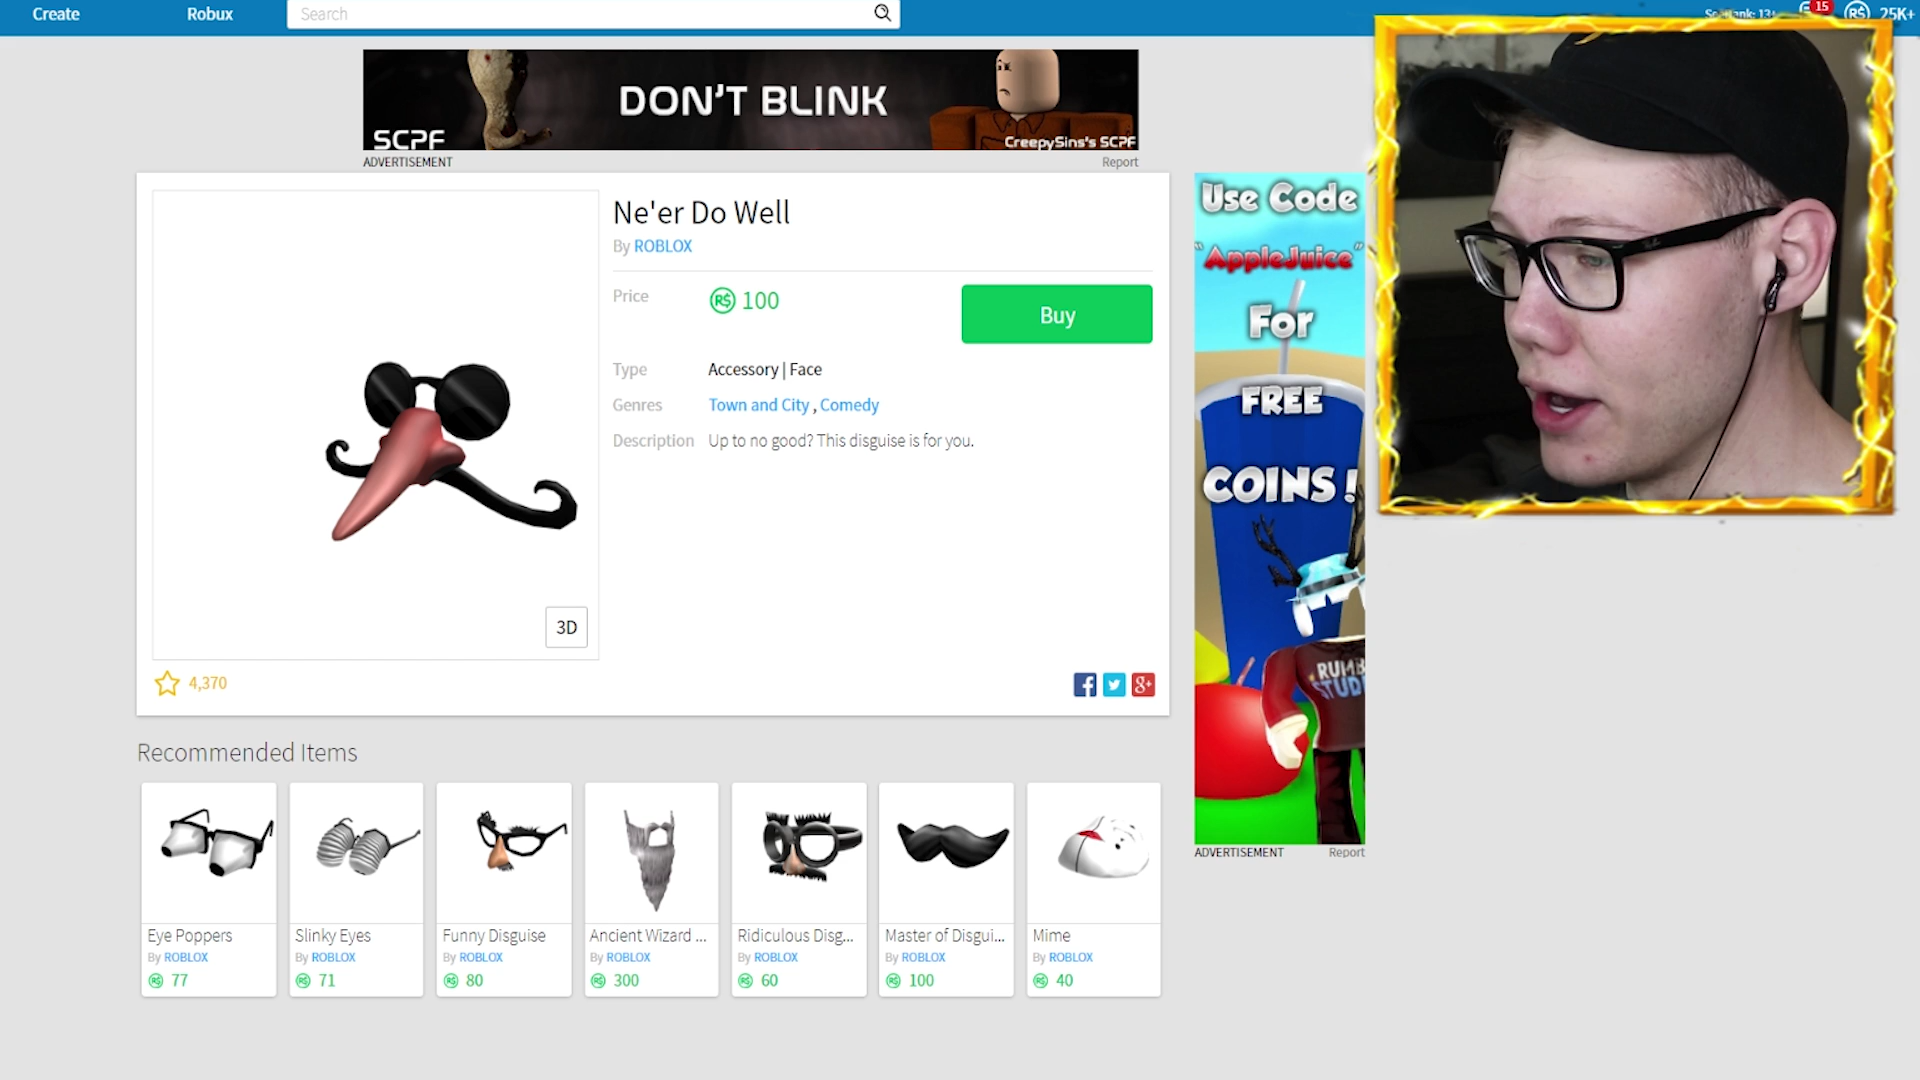 Create
Robux
Search
15
25K+
DON'T BLINK
SCPF
CreepySins's SCPF
ADVERTISEMENT
Report
Ne'er Do Well
By ROBLOX
Price
R$ 100
Buy
Type
Accessory | Face
Genres
Town and City , Comedy
Description
Up to no good? This disguise is for you.
3D
4,370
Use Code
"AppleJuice"
For
FREE
COINS!
ADVERTISEMENT
Report
Recommended Items
Eye Poppers
By ROBLOX
R$ 77
Slinky Eyes
By ROBLOX
R$ 71
Funny Disguise
By ROBLOX
R$ 80
Ancient Wizard ...
By ROBLOX
R$ 300
Ridiculous Disg...
By ROBLOX
R$ 60
Master of Disgui...
By ROBLOX
R$ 100
Mime
By ROBLOX
R$ 40